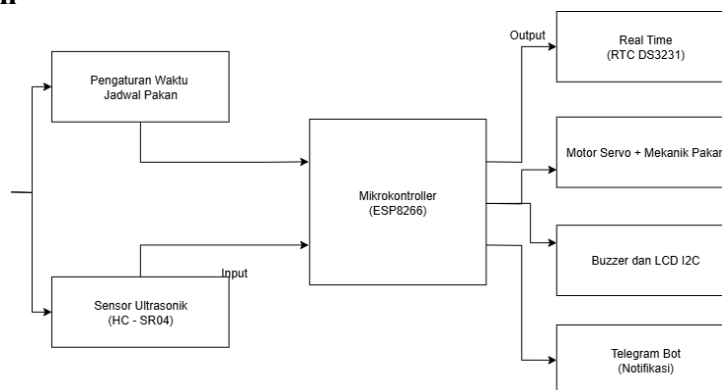 Pengaturan Waktu
Jadwal Pakan
Sensor Ultrasonik
(HC - SR04)
Input
Mikrokontroller
(ESP8266)
Output
Real Time
(RTC DS3231)
Motor Servo + Mekanik Pakan
Buzzer dan LCD I2C
Telegram Bot
(Notifikasi)